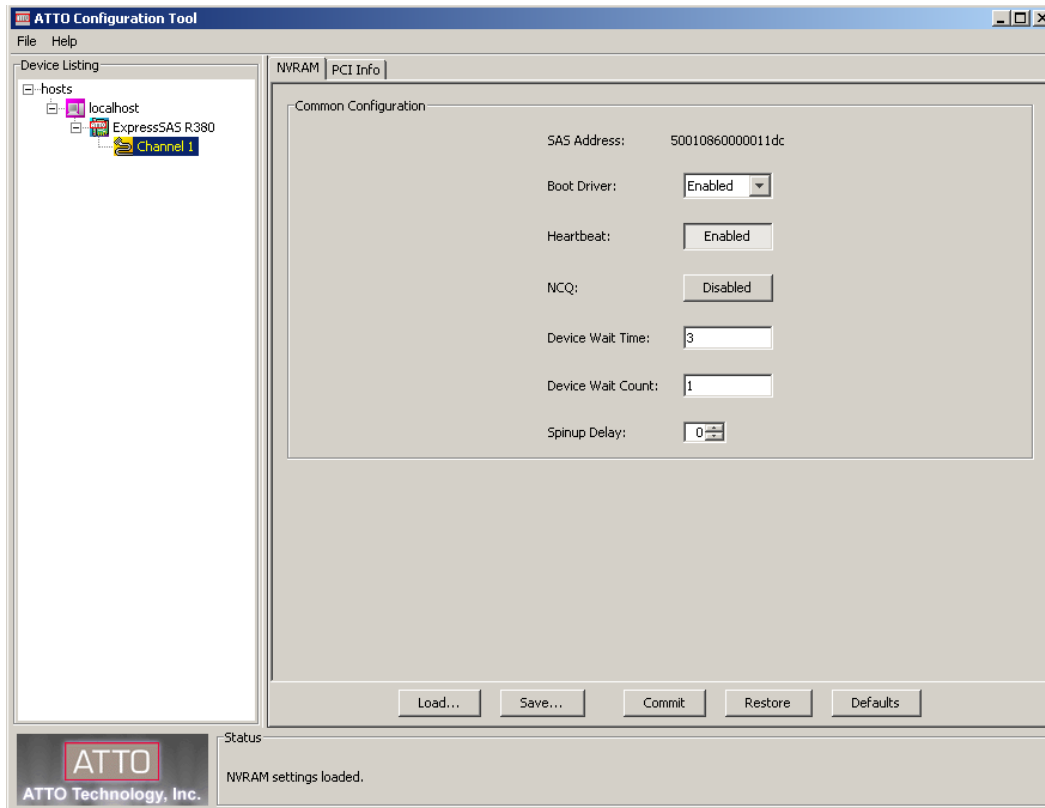 ATTO ATTO Configuration Tool
File Help
Device Listing
hosts
localhost
ATTO ExpressSAS R380
Channel 1
NVRAM PCI Info
Common Configuration
SAS Address: 50010860000011dc
Boot Driver: Enabled
Heartbeat: Enabled
NCQ: Disabled
Device Wait Time: 3
Device Wait Count: 1
Spinup Delay: 0
Load... Save... Commit Restore Defaults
ATTO
ATTO Technology, Inc.
Status
NVRAM settings loaded.